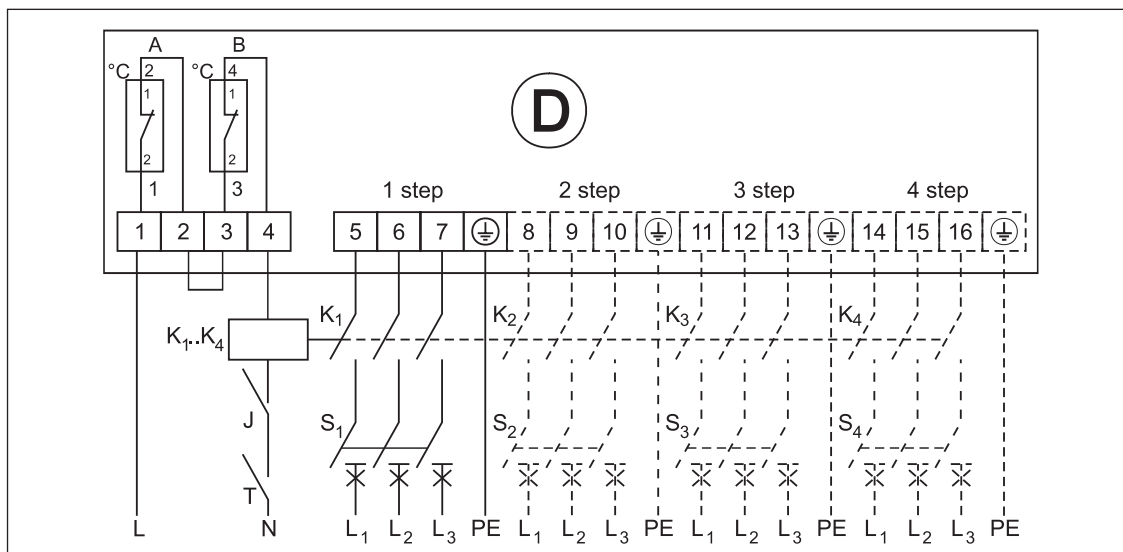 A B
°C 2 °C 4
D
1 1
2 2
1 3 1 step 2 step 3 step 4 step
1 2 3 4 5 6 7 8 9 10 11 12 13 14 15 16
K1 K2 K3 K4
K1..K4
J S1 S2 S3 S4
T
L N L1 L2 L3 PE L1 L2 L3 PE L1 L2 L3 PE L1 L2 L3 PE